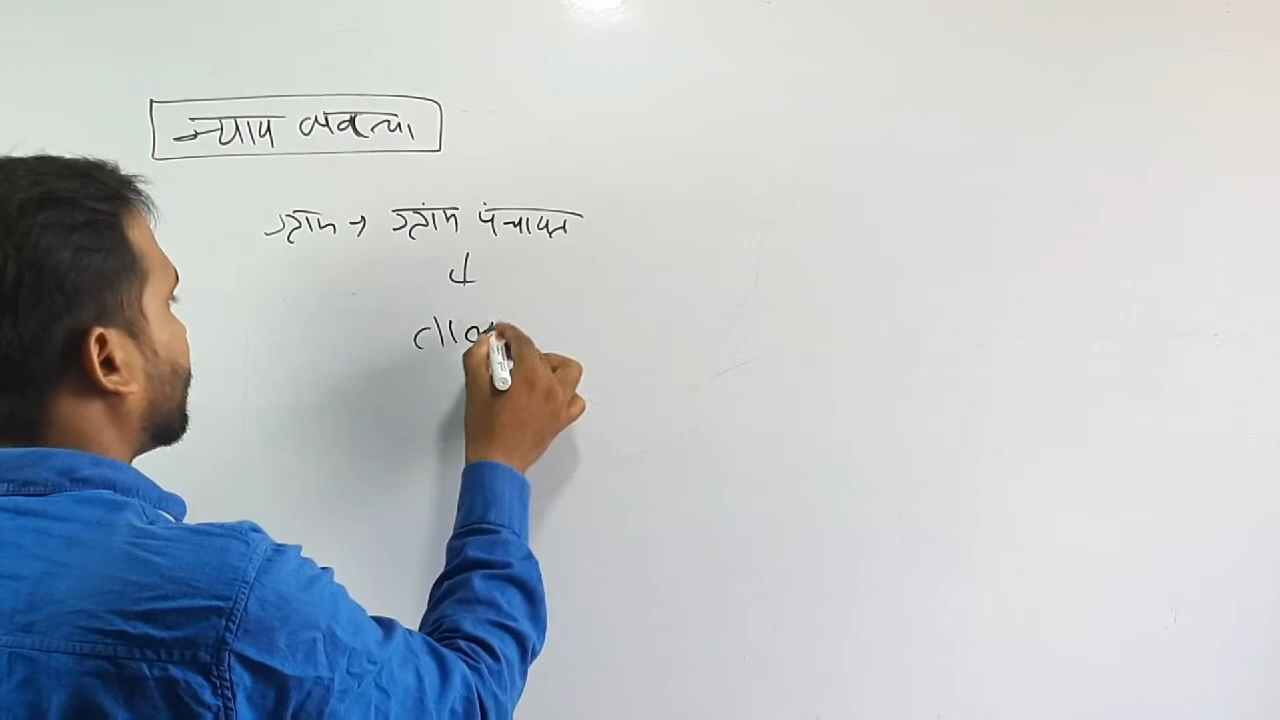 न्याय व्यवस्था
ग्राम → ग्रांम पंचायत
↓